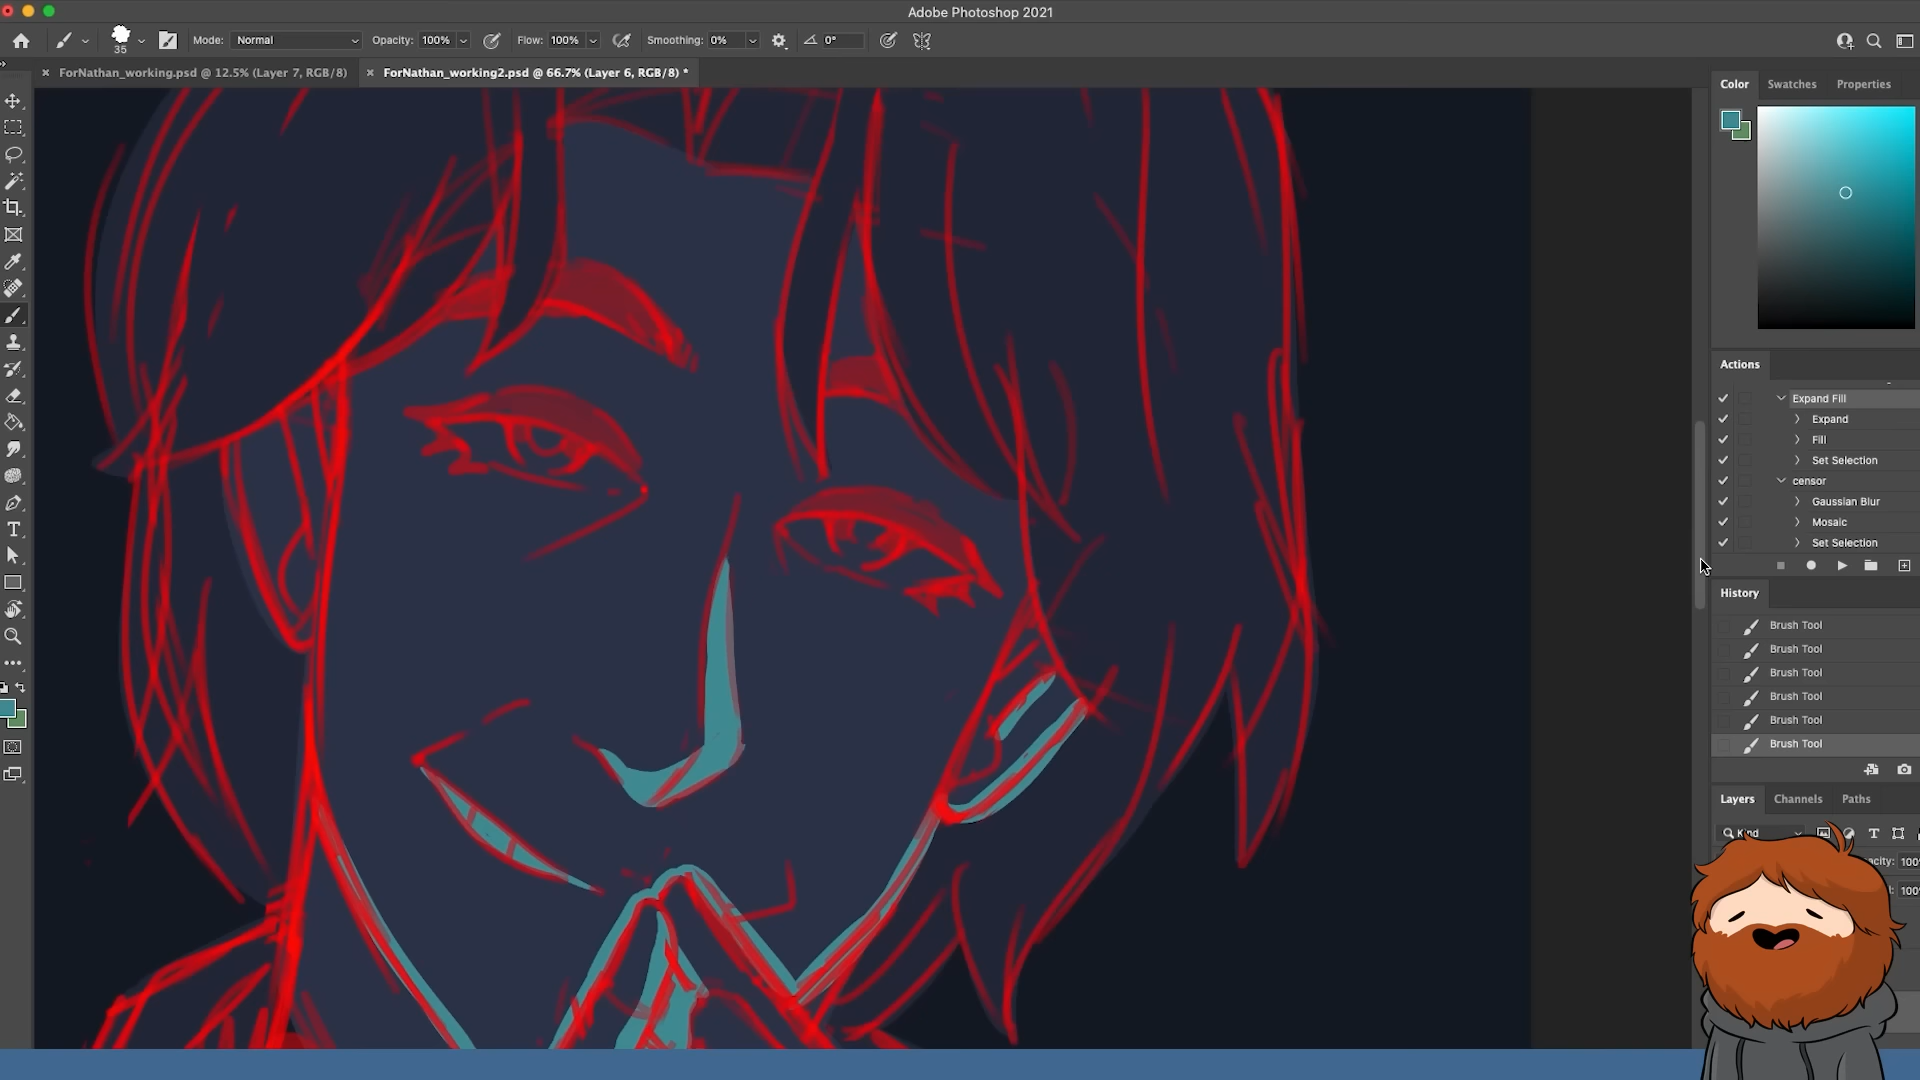 Adobe Photoshop 2021
35
Mode: Normal Opacity: 100% Flow: 100% Smoothing: 0% 0°
ForNathan_working.psd @ 12.5% (Layer 7, RGB/8) ForNathan_working2.psd @ 66.7% (Layer 6, RGB/8) *
Color Swatches Properties
Actions
Expand Fill
Expand
Fill
Set Selection
censor
Gaussian Blur
Mosaic
Set Selection
History
Brush Tool
Brush Tool
Brush Tool
Brush Tool
Brush Tool
Brush Tool
Layers Channels Paths